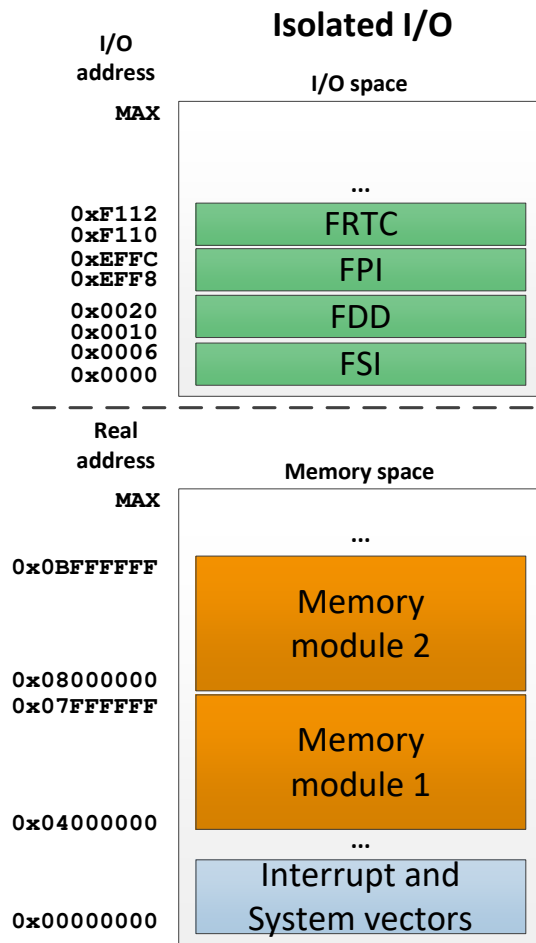 Isolated I/O
I/O
address
I/O space
MAX
...
0xF112
0xF110
FRTC
0xEFFC
0xEFF8
FPI
0x0020
0x0010
FDD
0x0006
0x0000
FSI
Real
address
Memory space
MAX
...
0x0BFFFFFF
Memory
module 2
0x08000000
0x07FFFFFF
Memory
module 1
0x04000000
...
Interrupt and
System vectors
0x00000000